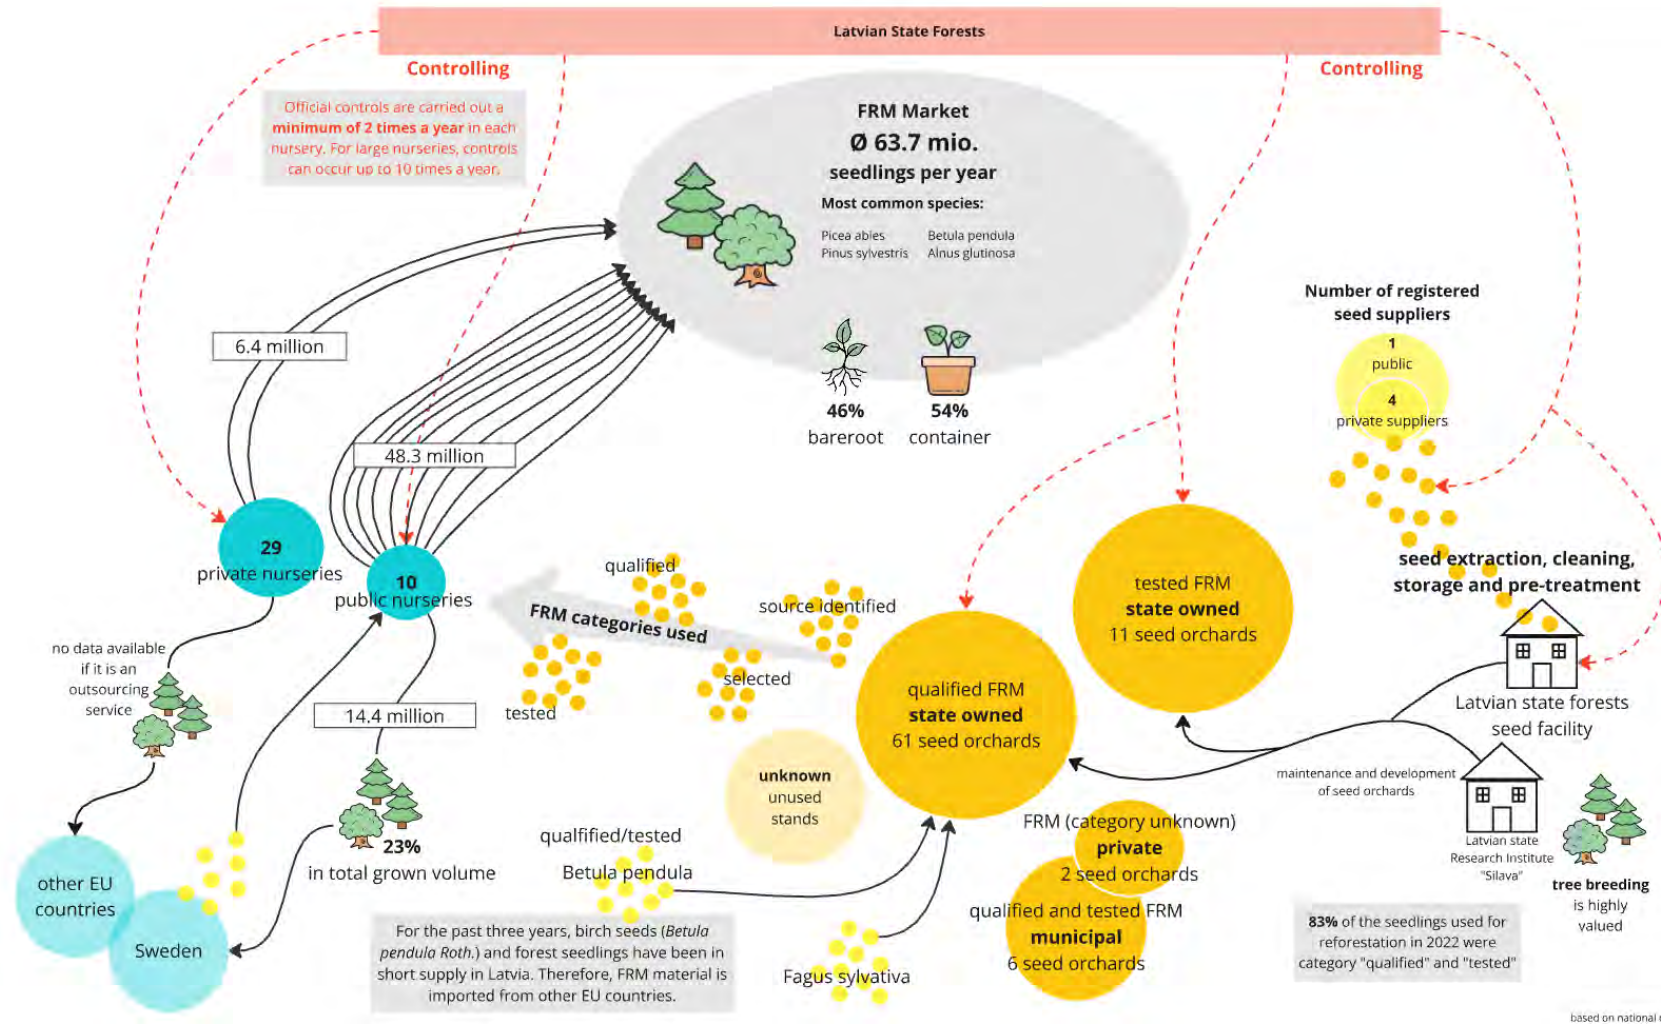 Latvian State Forests
Controlling
Controlling
Official controls are carried out a
minimum of 2 times a year in each
nursery. For large nurseries, controls
can occur up to 10 times a year.
FRM Market
Ø 63.7 mio.
seedlings per year
Most common species:
Picea abies
Betula pendula
Pinus sylvestris
Alnus glutinosa
46%
bareroot
54%
container
Number of registered
seed suppliers
1
public
4
private suppliers
6.4 million
48.3 million
29
private nurseries
10
public nurseries
FRM categories used
qualified
source identified
tested
selected
tested FRM
state owned
11 seed orchards
qualified FRM
state owned
61 seed orchards
seed extraction, cleaning,
storage and pre-treatment
Latvian state forests
seed facility
maintenance and development
of seed orchards
Latvian state
Research Institute
"Silava"
tree breeding
is highly
valued
no data available
if it is an
outsourcing
service
14.4 million
23%
in total grown volume
other EU
countries
Sweden
unknown
unused
stands
qualfified/tested
Betula pendula
Fagus sylvativa
FRM (category unknown)
private
2 seed orchards
qualified and tested FRM
municipal
6 seed orchards
For the past three years, birch seeds (Betula
pendula Roth.) and forest seedlings have been in
short supply in Latvia. Therefore, FRM material is
imported from other EU countries.
83% of the seedlings used for
reforestation in 2022 were
category "qualified" and "tested"
based on national